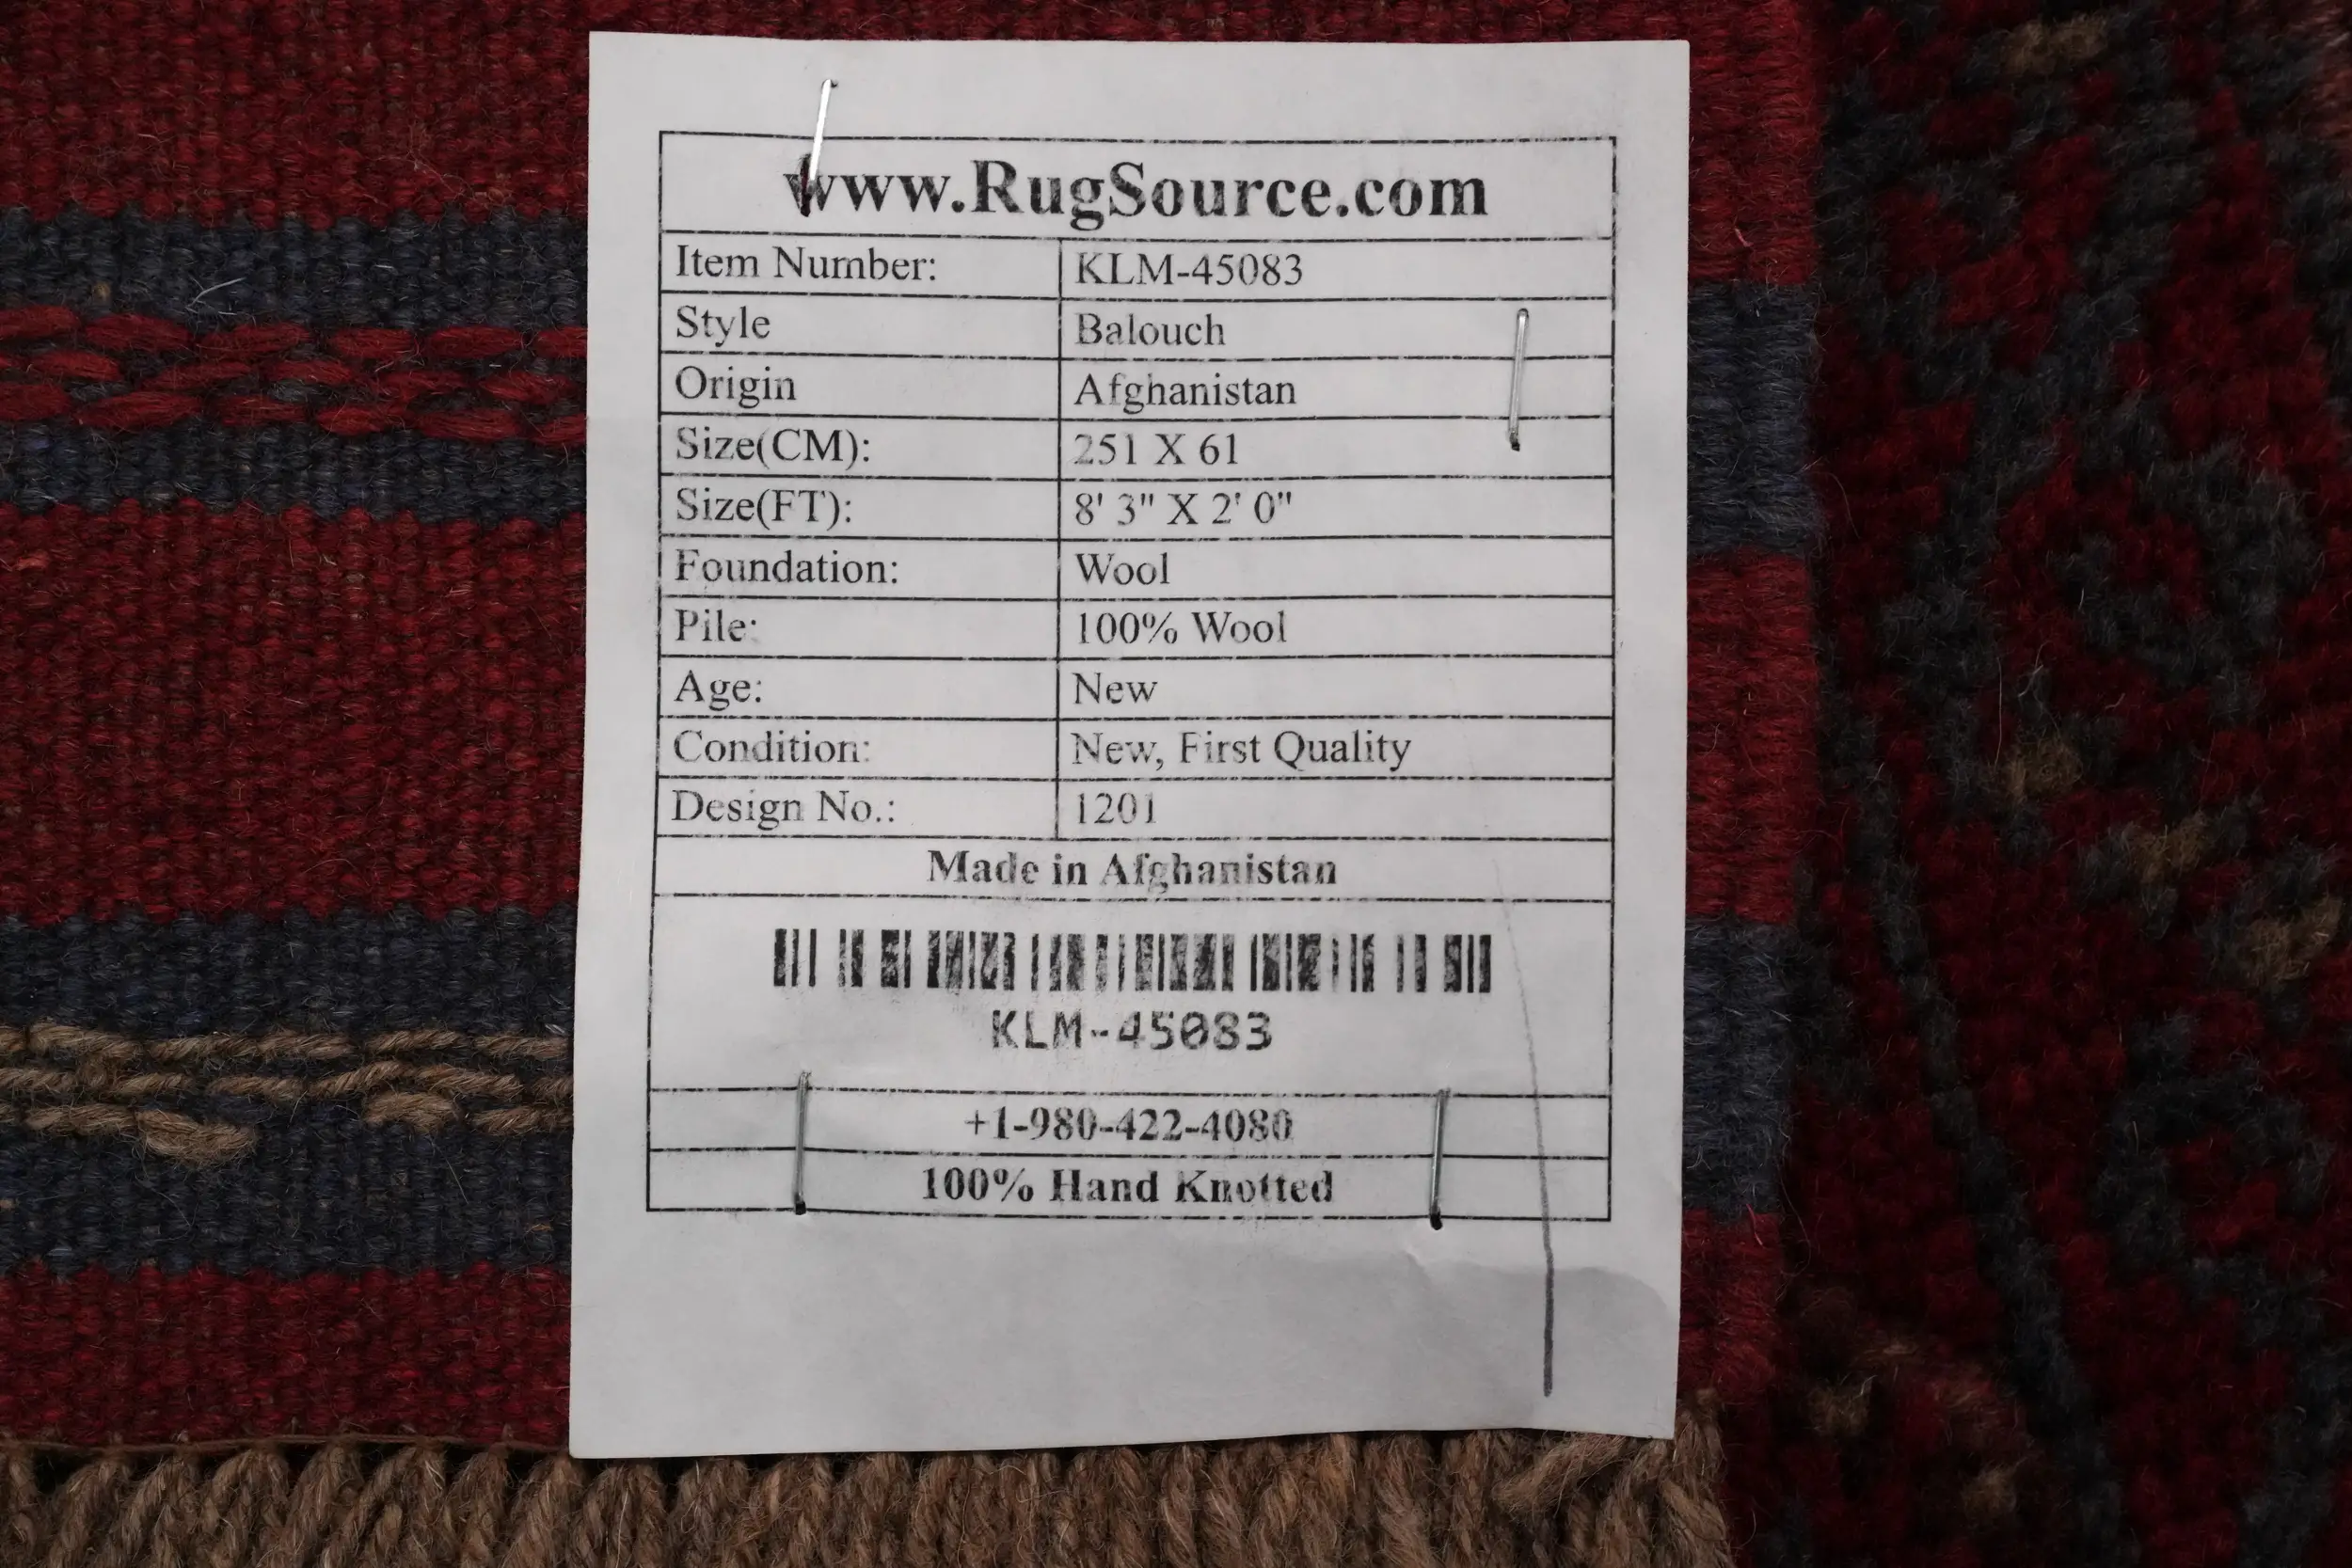 www.RugSource.com
Item Number: KLM-45083
Style Balouch
Origin Afghanistan
Size(CM): 251 X 61
Size(FT): 8' 3" X 2' 0"
Foundation: Wool
Pile: 100% Wool
Age: New
Condition: New, First Quality
Design No.: 1201
Made in Afghanistan
KLM-45083
+1-980-422-4080
100% Hand Knotted